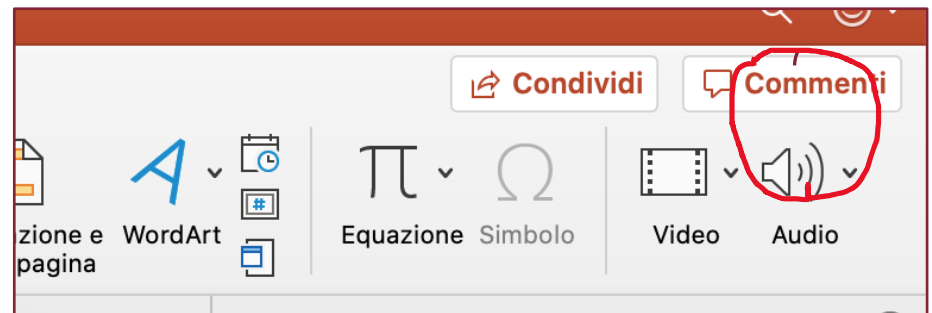 Condividi Commenti
zione e WordArt Equazione Simbolo Video Audio
pagina